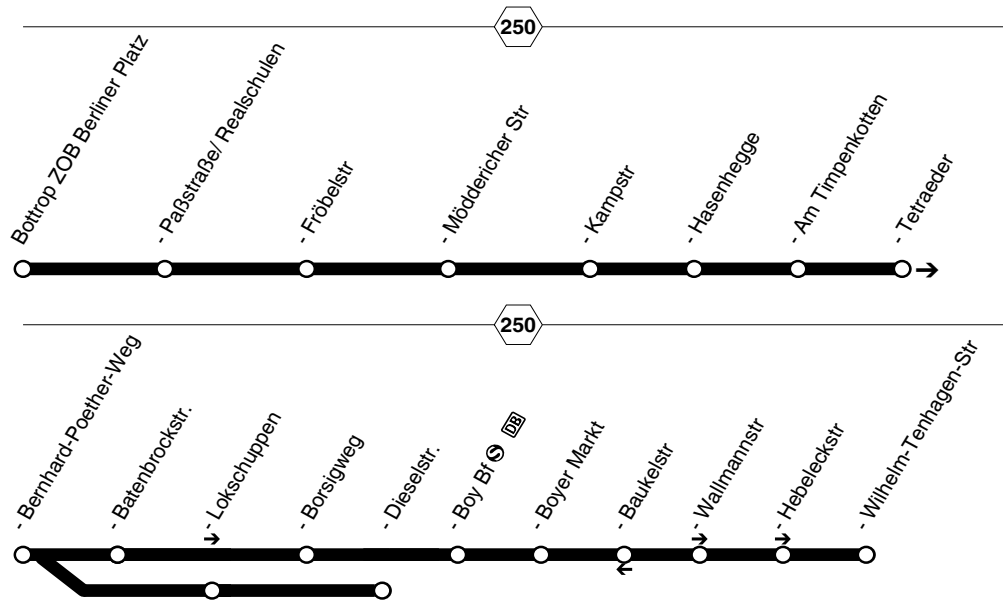 250
Bottrop ZOB Berliner Platz
- Paßstraße/ Realschulen
- Fröbelstr
- Möddericher Str
- Kampstr
- Hasenhegge
- Am Timpenkotten
- Tetraeder
250
- Bernhard-Poether-Weg
- Batenbrockstr.
- Lokschuppen
- Borsigweg
- Dieselstr.
- Boy Bf S DB
- Boyer Markt
- Baukelstr
- Wallmannstr
- Hebeleckstr
- Wilhelm-Tenhagen-Str